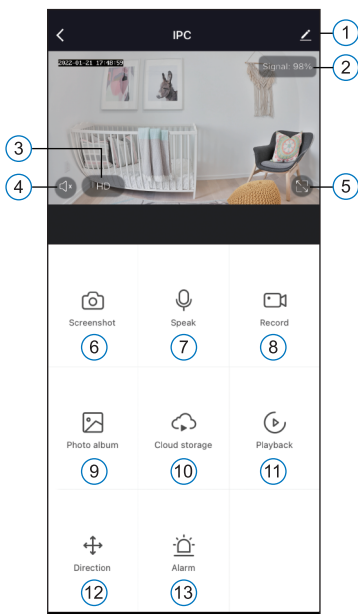 IPC
1
2022-01-21 17:48:59
Signal: 98%
2
3
4
HD
5
Screenshot
Speak
Record
6
7
8
Photo album
Cloud storage
Playback
9
10
11
Direction
Alarm
12
13